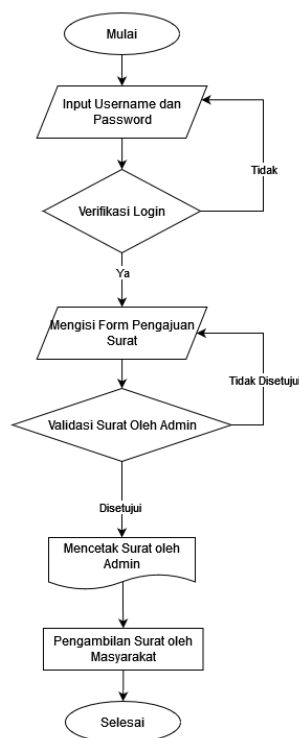 Mulai
Input Username dan
Password
Tidak
Verifikasi Login
Ya
Mengisi Form Pengajuan
Surat
Tidak Disetujui
Validasi Surat Oleh Admin
Disetujui
Mencetak Surat oleh
Admin
Pengambilan Surat oleh
Masyarakat
Selesai